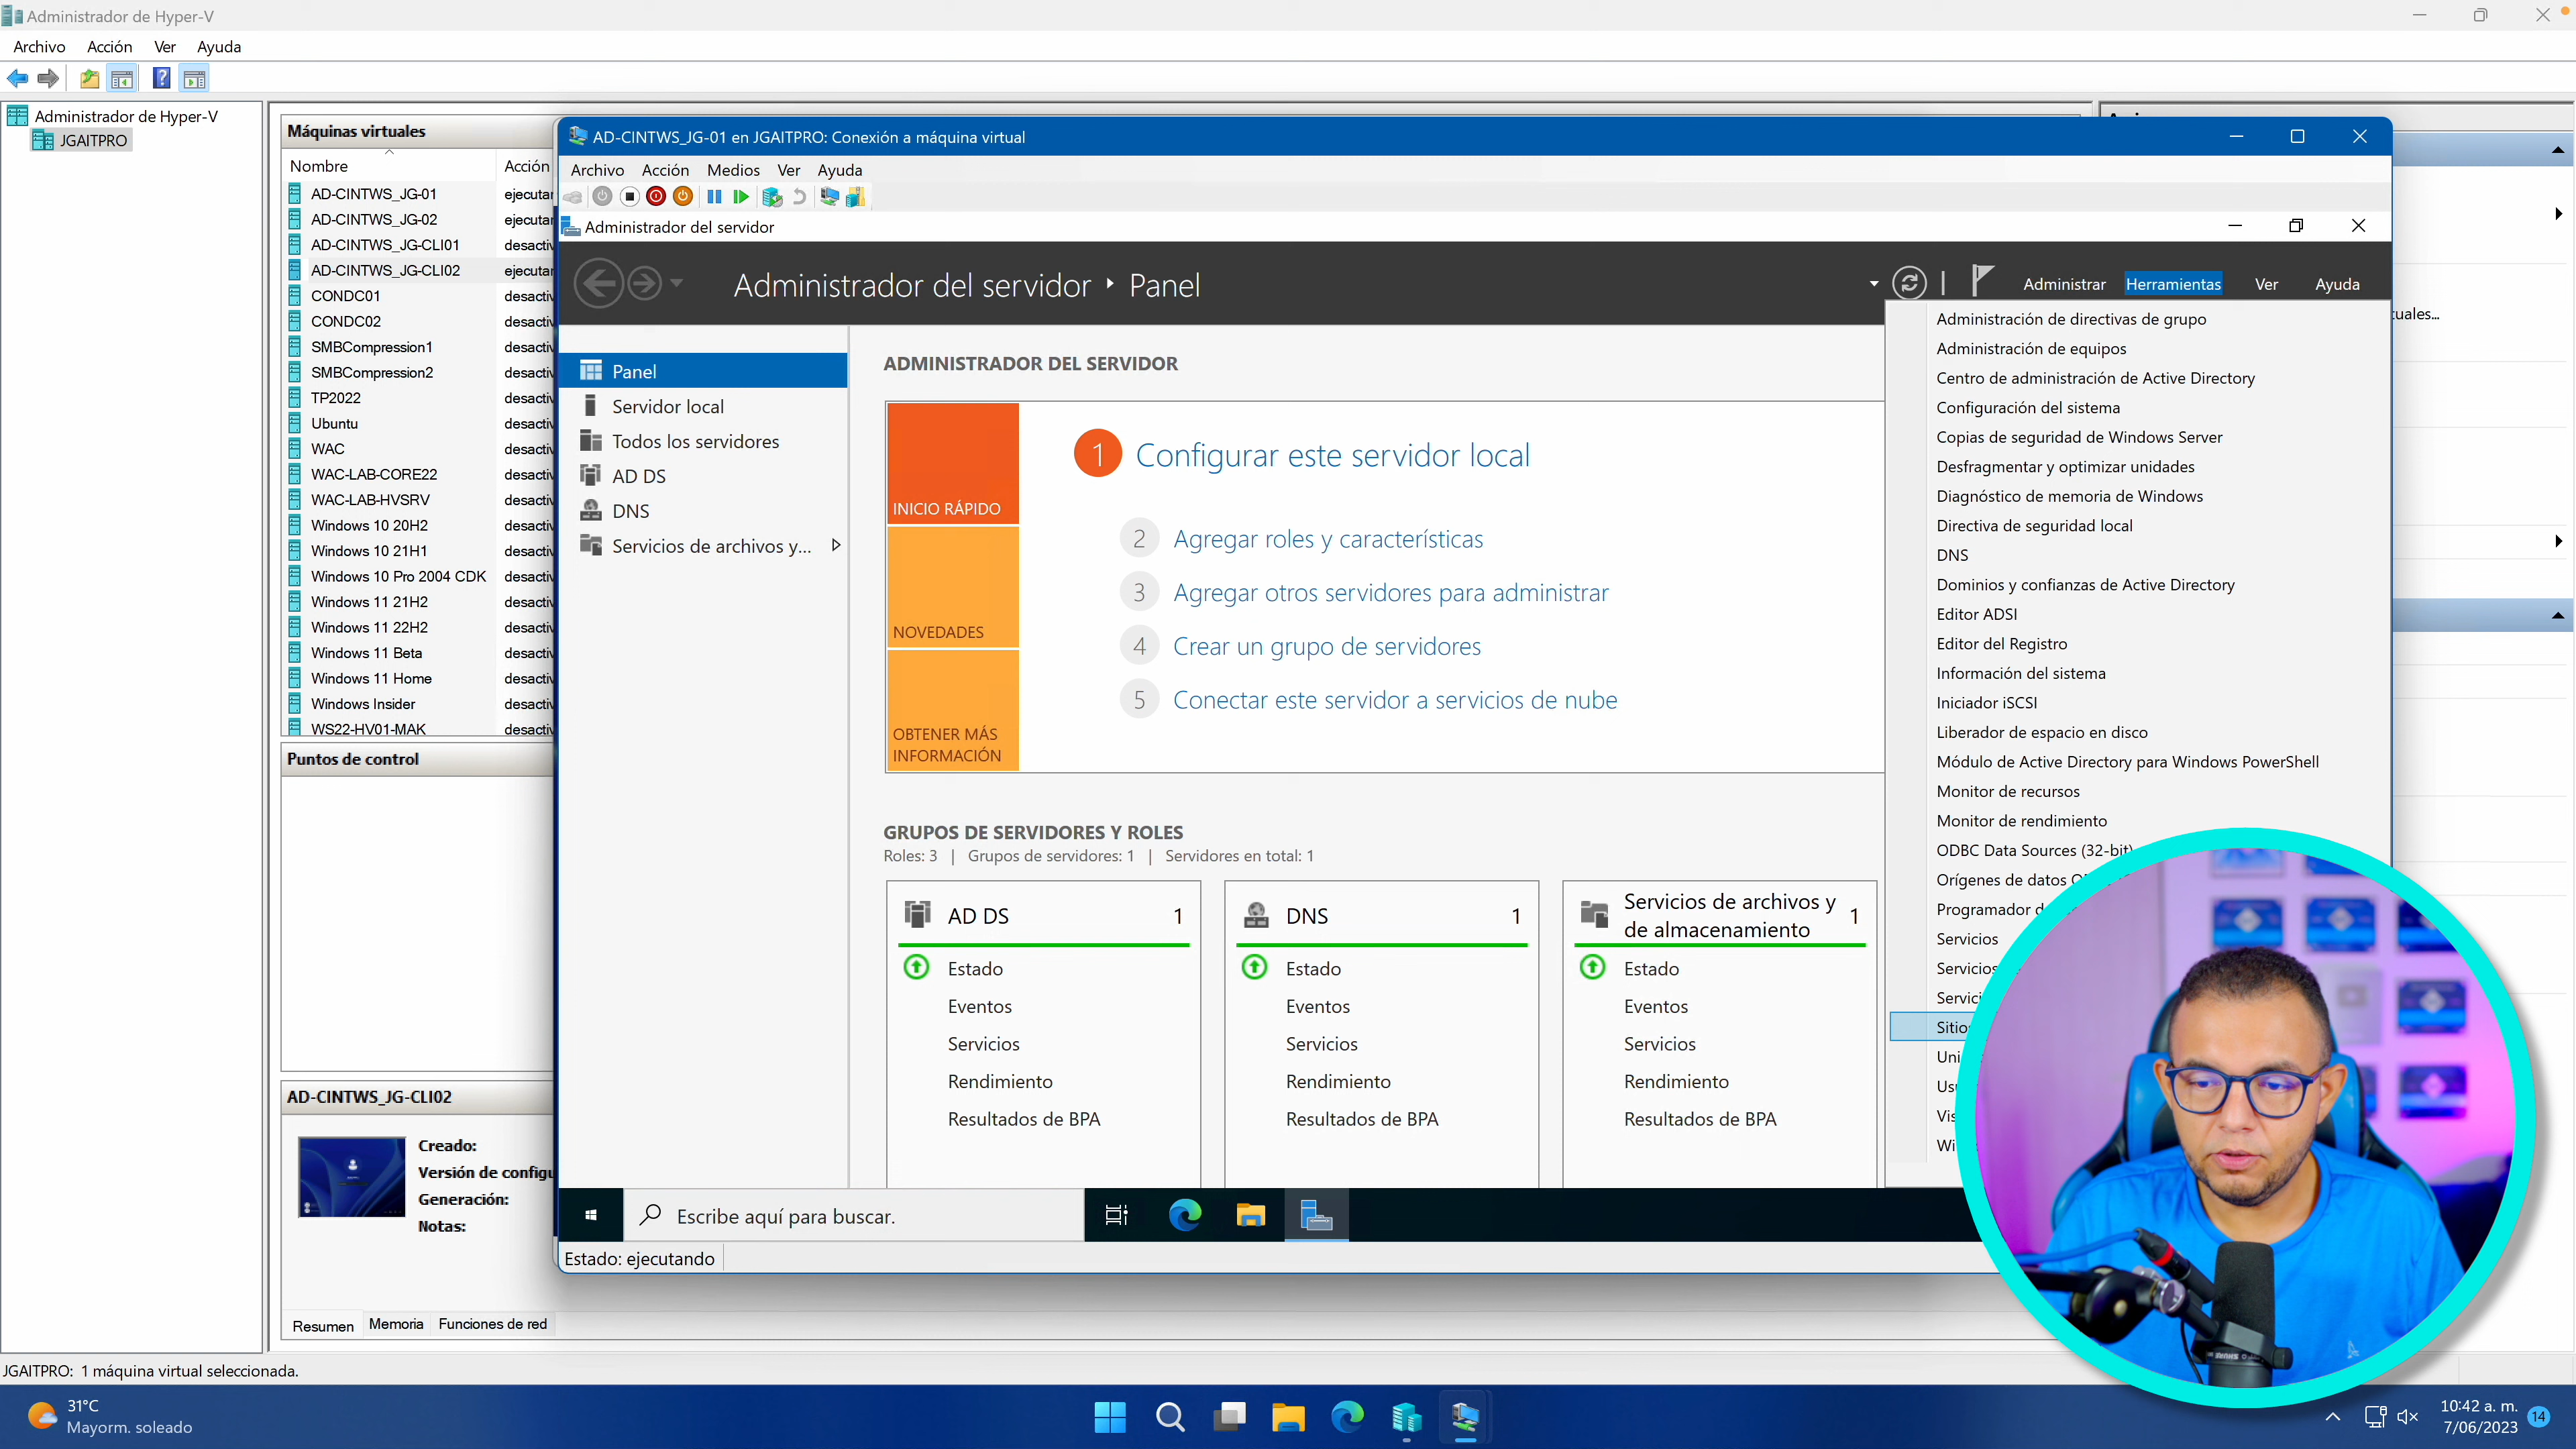 Administrador de Hyper-V
Archivo Acción Ver Ayuda
Administrador de Hyper-V
JGAITPRO
Máquinas virtuales
Nombre Acción
AD-CINTWS_JG-01
AD-CINTWS_JG-02
AD-CINTWS_JG-CLI01
AD-CINTWS_JG-CLI02
CONDC01
CONDC02
SMBCompression1
SMBCompression2
TP2022
Ubuntu
WAC
WAC-LAB-CORE22
WAC-LAB-HVSRV
Windows 10 20H2
Windows 10 21H1
Windows 10 Pro 2004 CDK
Windows 11 21H2
Windows 11 22H2
Windows 11 Beta
Windows 11 Home
Windows Insider
WS22-HV01-MAK
Puntos de control
AD-CINTWS_JG-CLI02
Creado:
Versión de
Generación:
Notas:
Resumen Memoria Funciones de red
JGAITPRO: 1 máquina virtual seleccionada.
AD-CINTWS_JG-01 en JGAITPRO: Conexión a máquina virtual
Archivo Acción Medios Ver Ayuda
Administrador del servidor
Administrador del servidor Panel
Administrar Herramientas Ver Ayuda
Panel
Servidor local
Todos los servidores
AD DS
DNS
Servicios de archivos y...
ADMINISTRADOR DEL SERVIDOR
INICIO RÁPIDO
NOVEDADES
OBTENER MÁS
INFORMACIÓN
1 Configurar este servidor local
2 Agregar roles y características
3 Agregar otros servidores para administrar
4 Crear un grupo de servidores
5 Conectar este servidor a servicios de nube
GRUPOS DE SERVIDORES Y ROLES
Roles: 3 | Grupos de servidores: 1 | Servidores en total: 1
AD DS 1
Estado
Eventos
Servicios
Rendimiento
Resultados de BPA
DNS 1
Estado
Eventos
Servicios
Rendimiento
Resultados de BPA
Servicios de archivos y
de almacenamiento 1
Estado
Eventos
Servicios
Rendimiento
Resultados de BPA
Administración de directivas de grupo
Administración de equipos
Centro de administración de Active Directory
Configuración del sistema
Copias de seguridad de Windows Server
Desfragmentar y optimizar unidades
Diagnóstico de memoria de Windows
Directiva de seguridad local
DNS
Dominios y confianzas de Active Directory
Editor ADSI
Editor del Registro
Información del sistema
Iniciador iSCSI
Liberador de espacio en disco
Módulo de Active Directory para Windows PowerShell
Monitor de recursos
Monitor de rendimiento
ODBC Data Sources (32-bit)
Orígenes de datos
Programador
Servicios
Servicios
Escribe aquí para buscar.
Estado: ejecutando
31°C
Mayorm. soleado
10:42 a. m.
7/06/2023 14